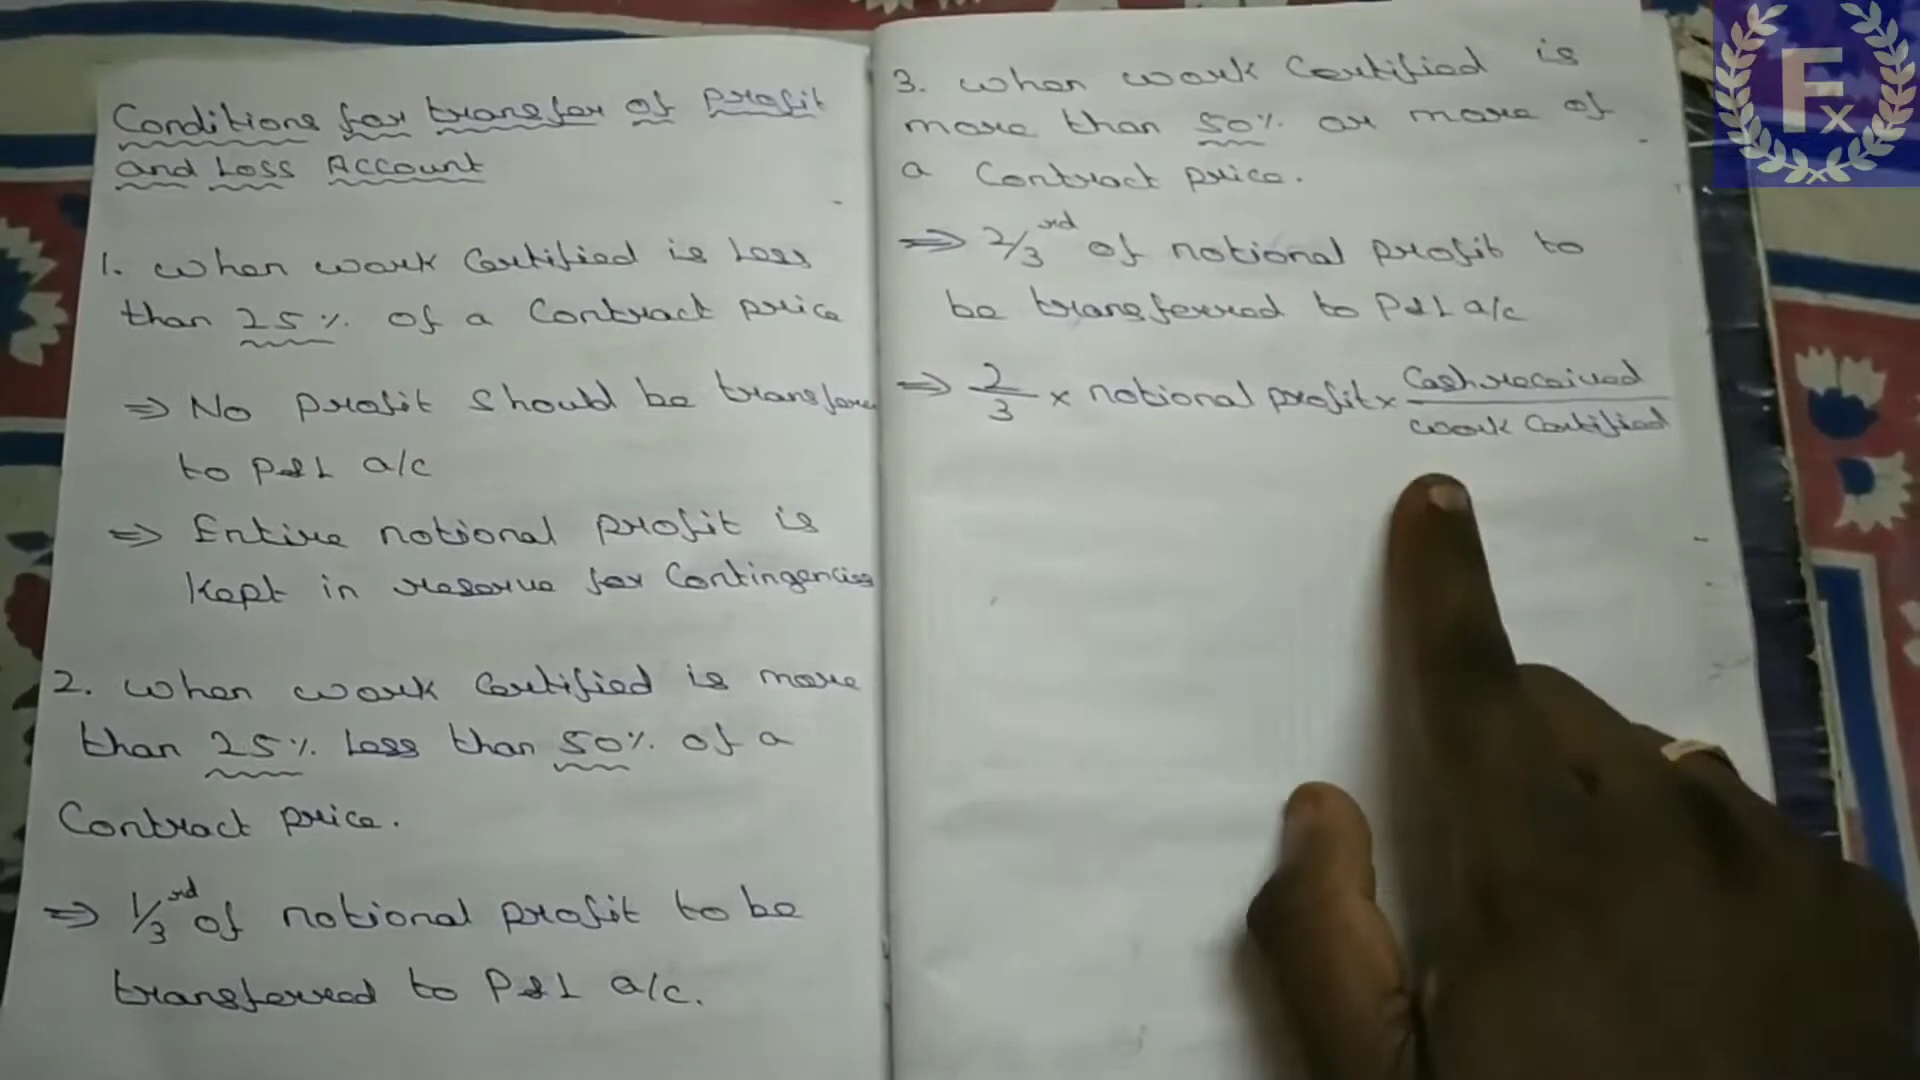 Conditions for transfer of profit
and Loss Account
1. When work Certified is Less
than 25% of a Contract price
⇒ No profit should be transfere
to P&L a/c
⇒ Entire notional profit is
Kept in reserve for Contingencies
2. When work Certified is more
than 25% Less than 50% of a
Contract price.
⇒ 1/3rd of notional profit to be
transferred to P&L a/c.
3. When work Certified is
more than 50% or more of
a Contract price.
⇒ 2/3rd of notional profit to
be transferred to P&L a/c
⇒ 2/3 × notional profit × Cash received / work Certified
Fx